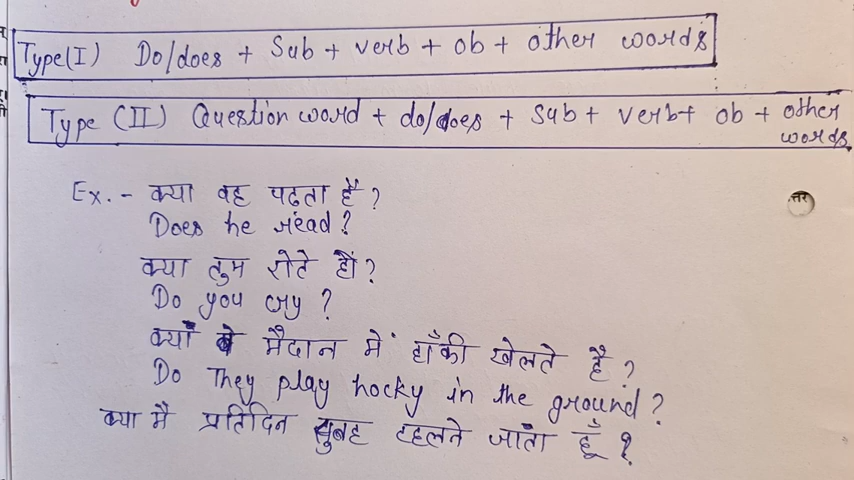 Type(I) Do/does + Sub + verb + ob + other words
Type (II) Question word + do/does + sub + verb + ob + other
words
Ex. - क्या वह पढता है ?
Does he read ?
क्या तुम रोते हो ?
Do you cry ?
क्या वे मैदान में हाँकी खेलते है ?
Do They play hocky in the ground ?
क्या मै प्रतिदिन सुबह टहलने जाता हूँ ?